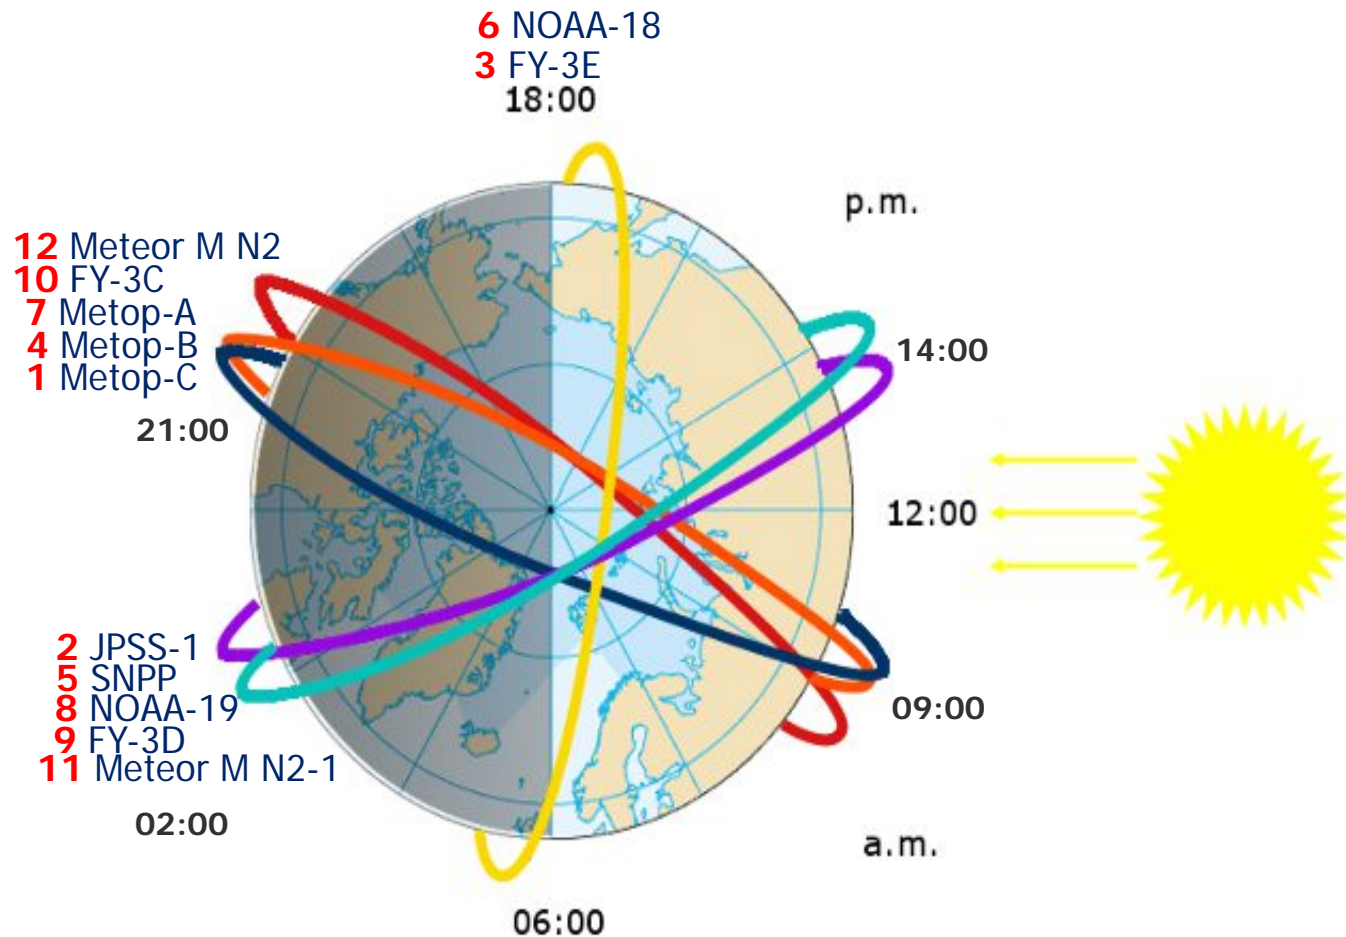 6 NOAA-18
3 FY-3E
18:00
p.m.
12 Meteor M N2
10 FY-3C
7 Metop-A
4 Metop-B
1 Metop-C
21:00
14:00
12:00
2 JPSS-1
5 SNPP
8 NOAA-19
9 FY-3D
11 Meteor M N2-1
02:00
09:00
a.m.
06:00